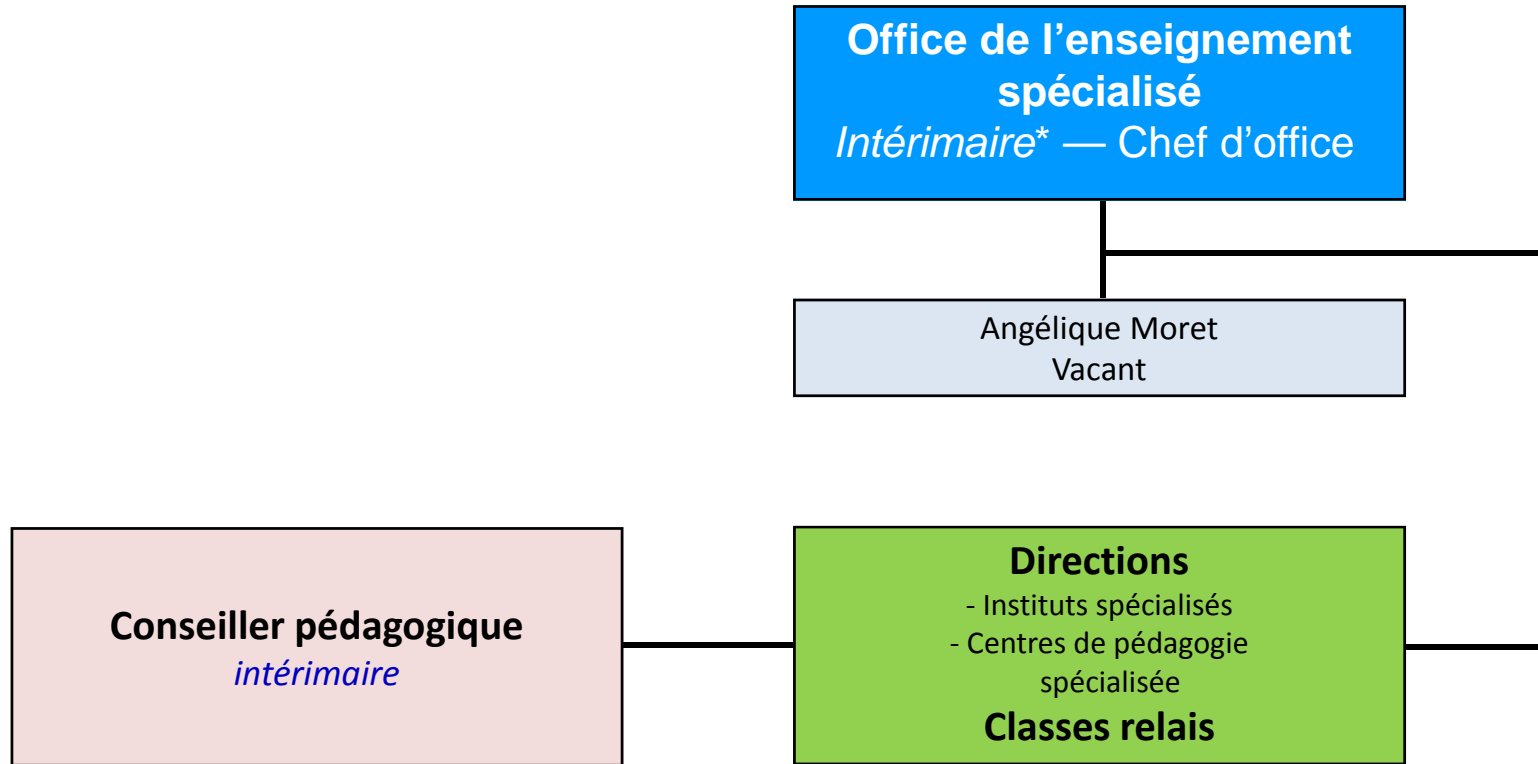 Office de l’enseignement
spécialisé
Intérimaire* — Chef d’office
Angélique Moret
Vacant
Conseiller pédagogique
intérimaire
Directions
- Instituts spécialisés
- Centres de pédagogie
spécialisée
Classes relais